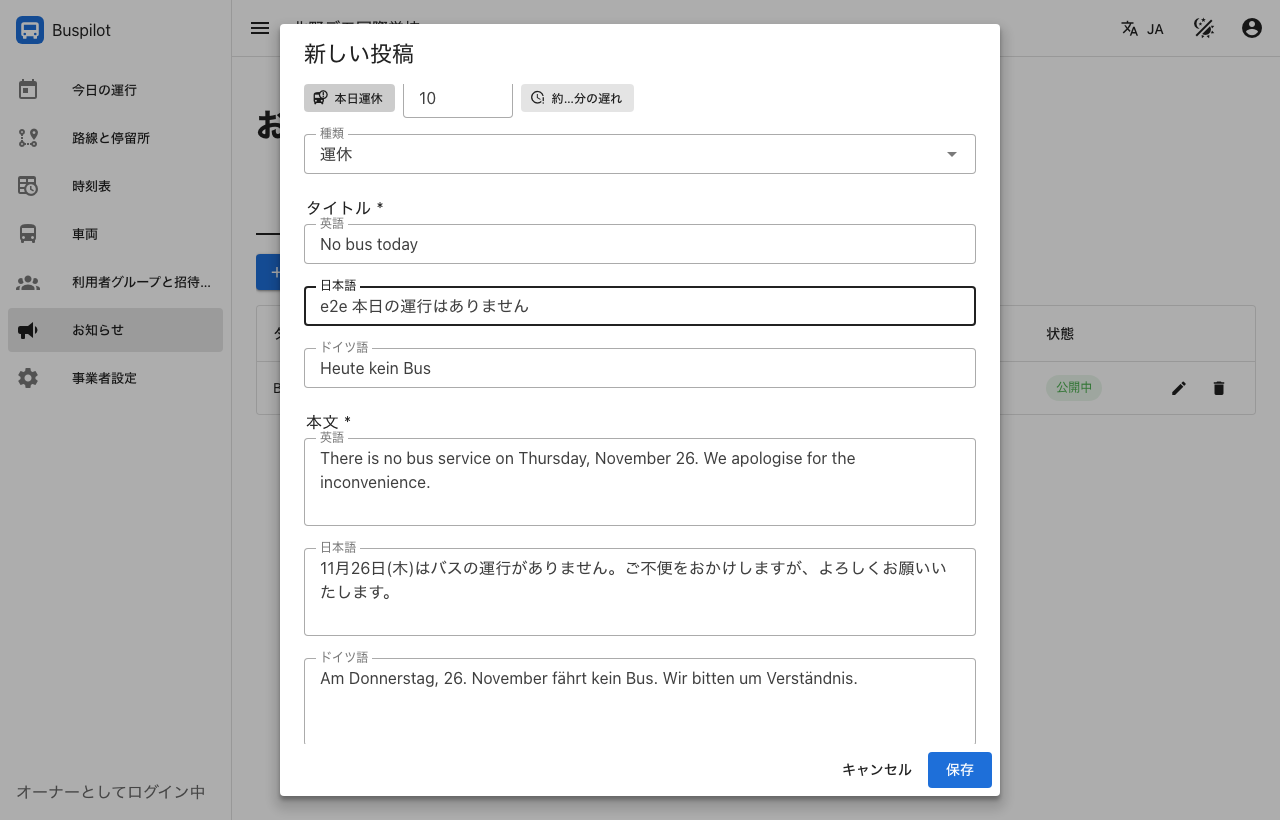 Buspilot
JA
今日の運行
路線と停留所
時刻表
車両
利用者グループと招待...
お知らせ
事業者設定
オーナーとしてログイン中
お
+
状態
公開中
新しい投稿
本日運休
10
約...分の遅れ
種類
運休
タイトル *
英語
No bus today
日本語
e2e 本日の運行はありません
ドイツ語
Heute kein Bus
本文 *
英語
There is no bus service on Thursday, November 26. We apologise for the
inconvenience.
日本語
11月26日(木)はバスの運行がありません。ご不便をおかけしますが、よろしくお願いい
たします。
ドイツ語
Am Donnerstag, 26. November fährt kein Bus. Wir bitten um Verständnis.
キャンセル
保存